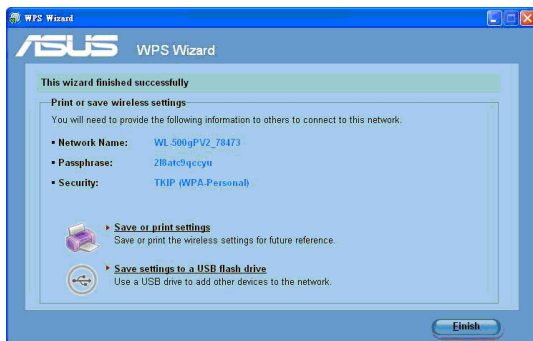 WPS Wizard
ASUS WPS Wizard
This wizard finished successfully
Print or save wireless settings
You will need to provide the following information to others to connect to this network.
▪ Network Name: WL-500gPV2_78473
▪ Passphrase: 2l8atc9qccyu
▪ Security: TKIP (WPA-Personal)
Save or print settings
Save or print the wireless settings for future reference.
Save settings to a USB flash drive
Use a USB drive to add other devices to the network.
Finish